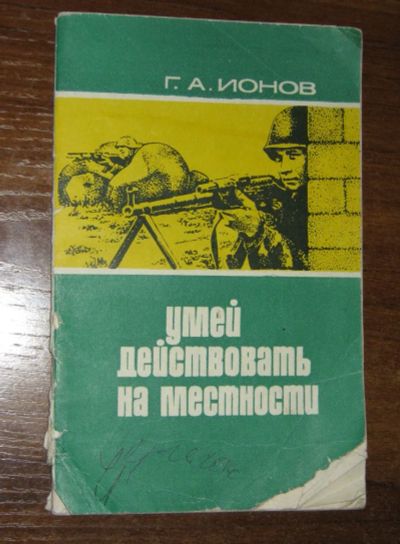 Г. А. ИОНОВ
умей
действовать
на местности